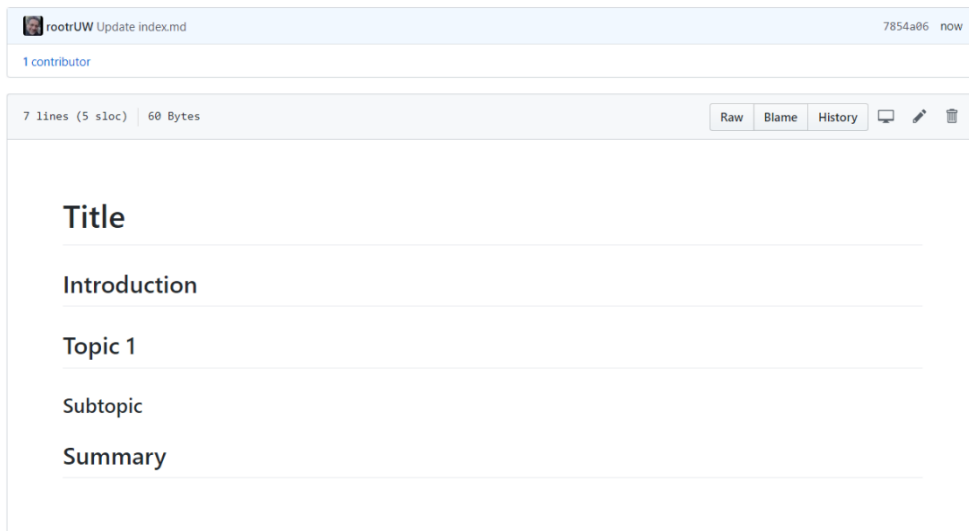 rootrUW Update index.md 7854a06 now
1 contributor
7 lines (5 sloc) 60 Bytes Raw Blame History
Title
Introduction
Topic 1
Subtopic
Summary